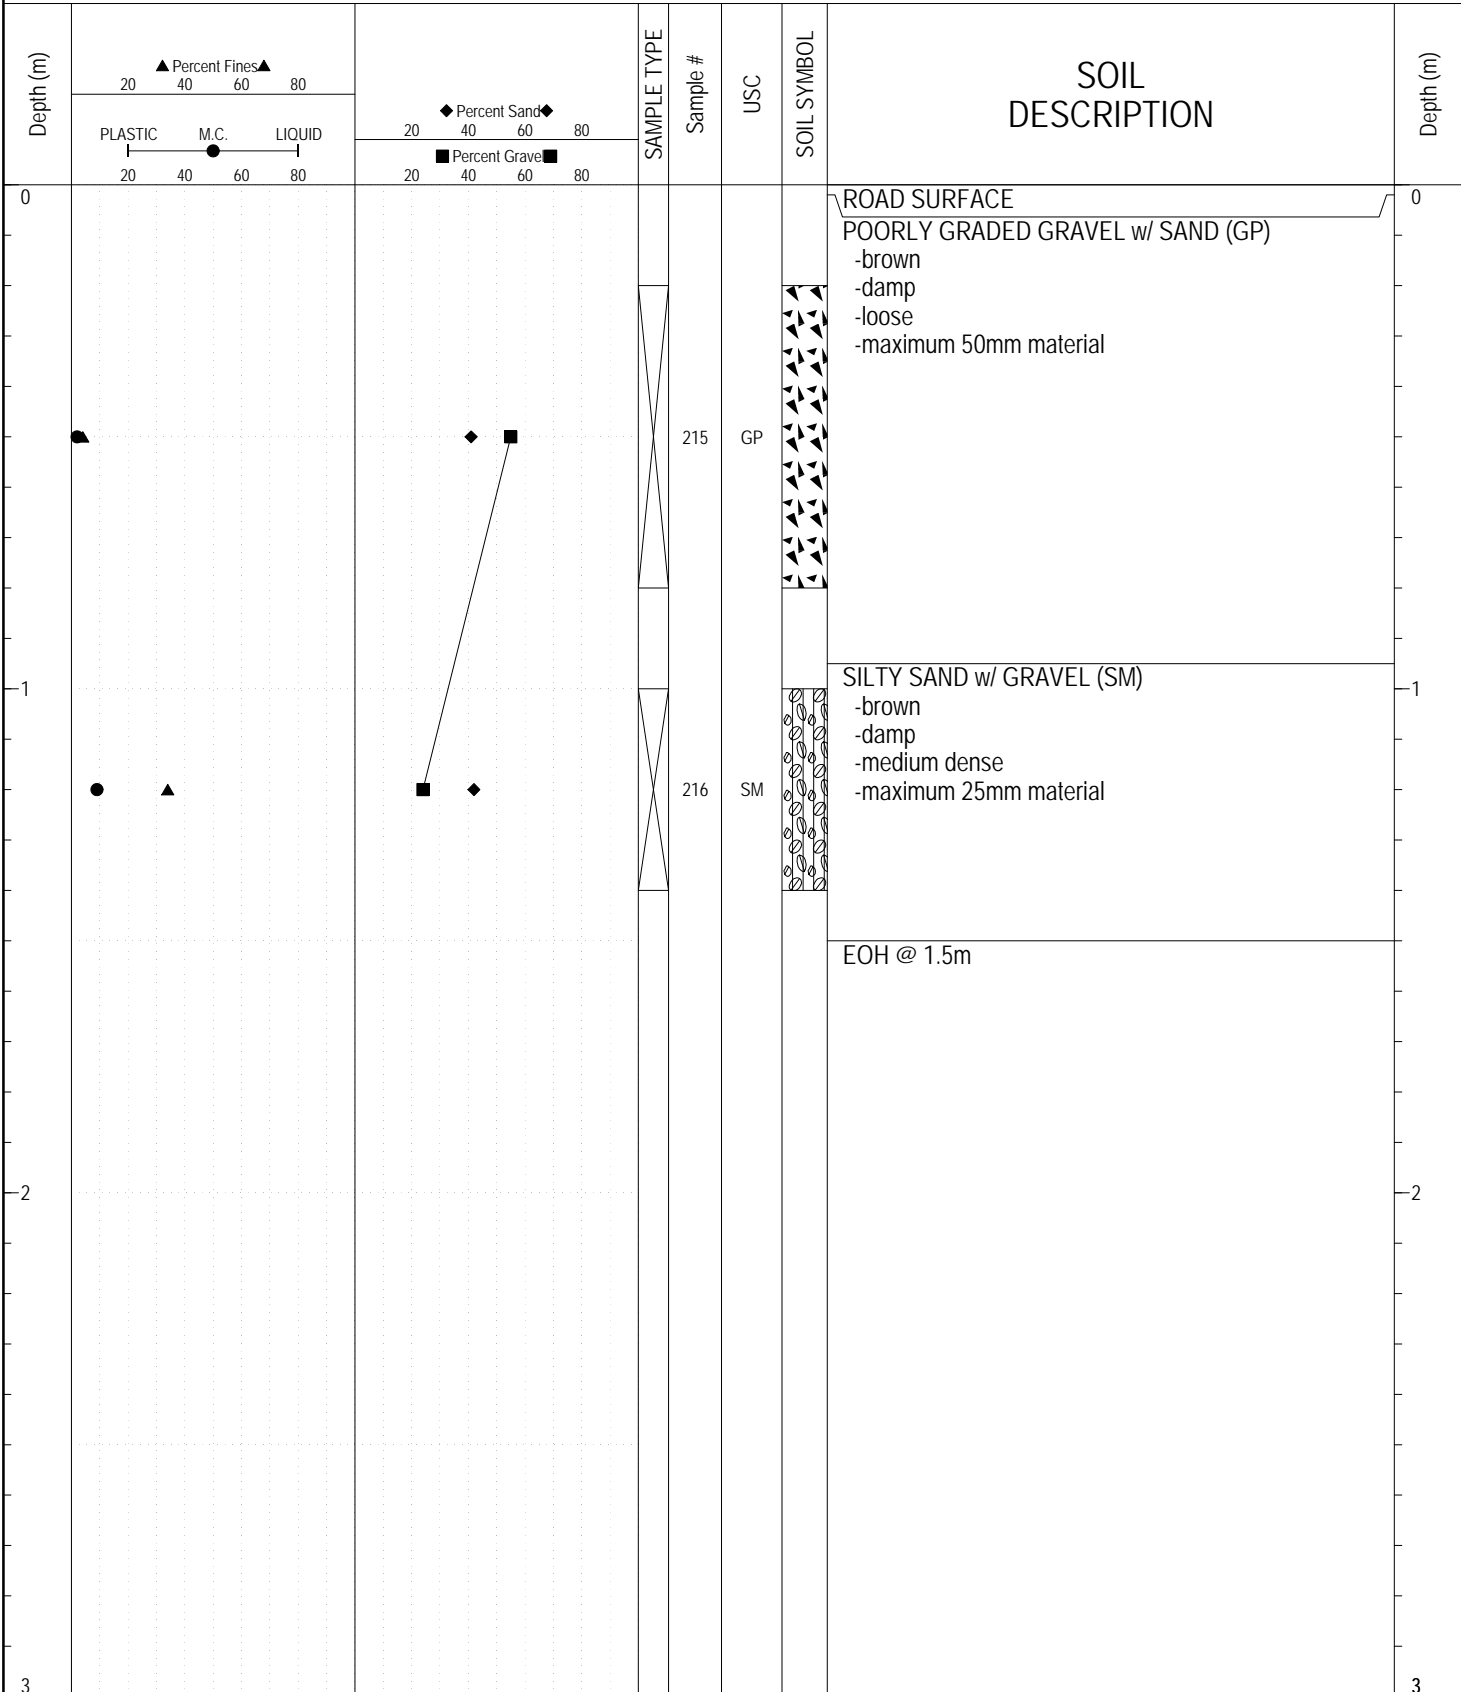 Depth (m)
▲ Percent Fines▲
20 40 60 80
PLASTIC M.C. LIQUID
20 40 60 80
◆ Percent Sand◆
20 40 60 80
■ Percent Gravel■
20 40 60 80
SAMPLE TYPE
Sample #
USC
SOIL SYMBOL
SOIL
DESCRIPTION
Depth (m)
0
ROAD SURFACE
0
POORLY GRADED GRAVEL w/ SAND (GP)
-brown
-damp
-loose
-maximum 50mm material
215 GP
SILTY SAND w/ GRAVEL (SM)
1
1
-brown
-damp
-medium dense
-maximum 25mm material
216 SM
EOH @ 1.5m
2
2
3
3